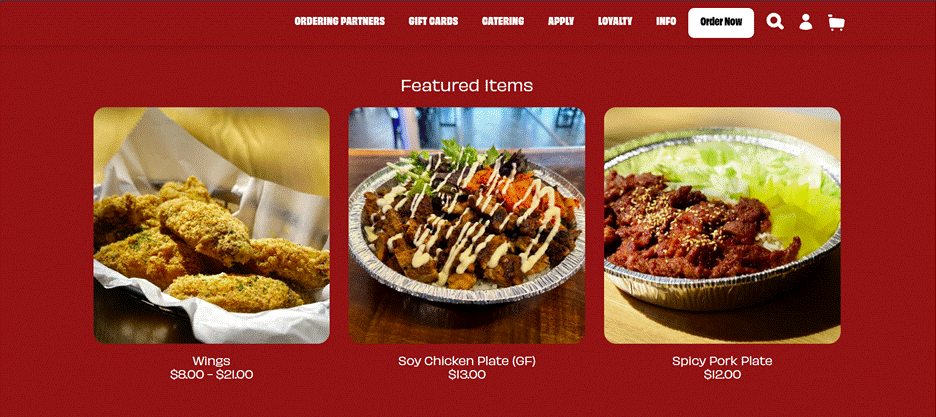 ORDERING PARTNERS GIFT CARDS CATERING APPLY LOYALTY INFO Order Now
Featured Items
Wings
$8.00 - $21.00
Soy Chicken Plate (GF)
$13.00
Spicy Pork Plate
$12.00